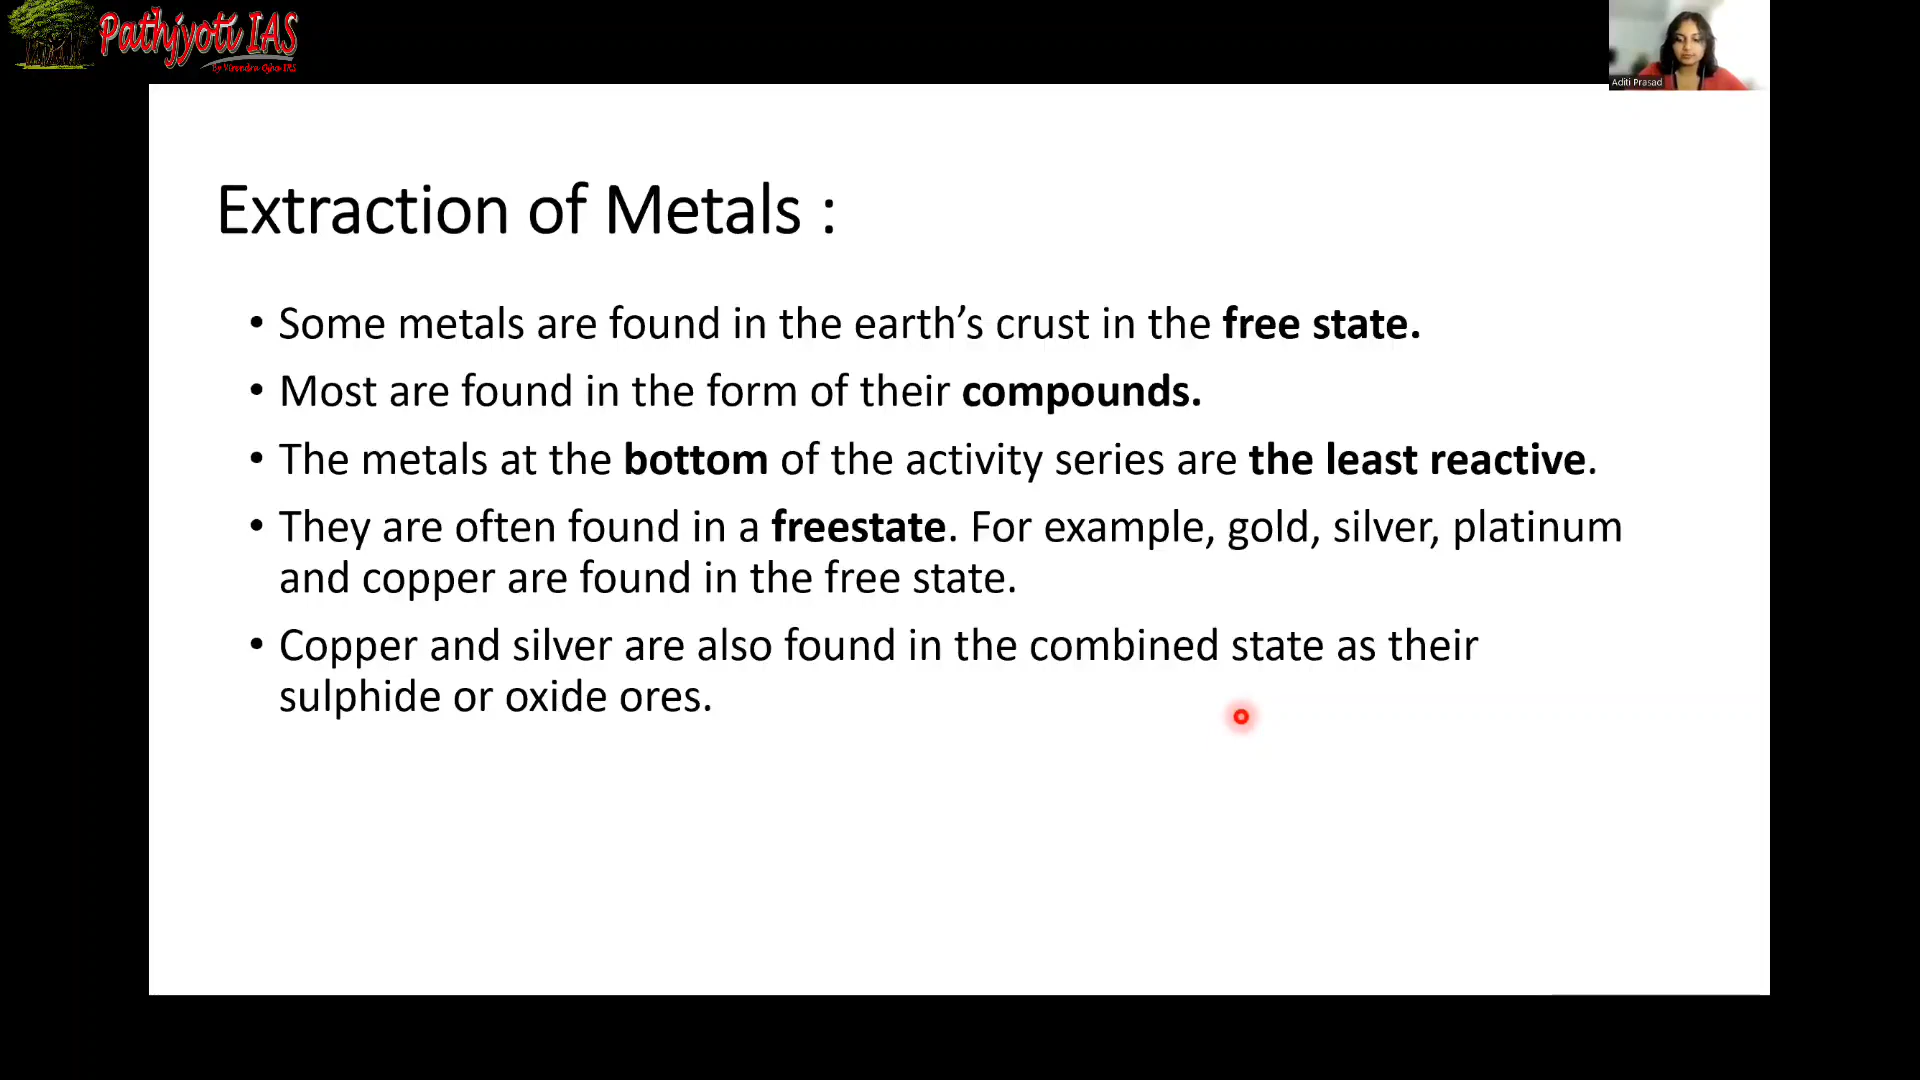 Pathjyoti IAS
By Virendra Ojha IRS
Aditi Prasad
Extraction of Metals :
• Some metals are found in the earth’s crust in the free state.
• Most are found in the form of their compounds.
• The metals at the bottom of the activity series are the least reactive.
• They are often found in a freestate. For example, gold, silver, platinum
and copper are found in the free state.
• Copper and silver are also found in the combined state as their
sulphide or oxide ores.